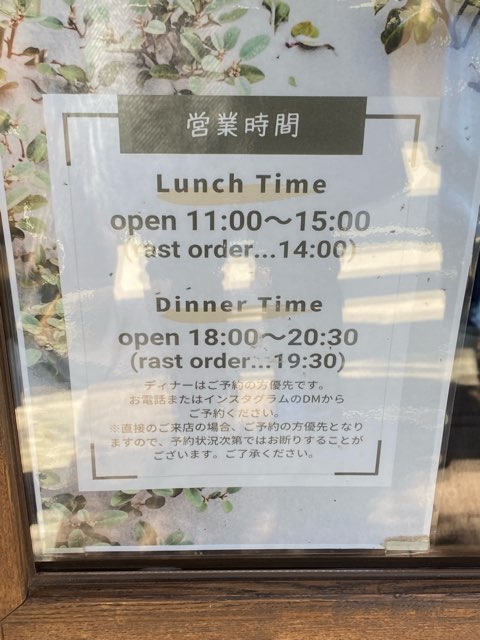 営業時間
Lunch Time
open 11:00～15:00
(rast order...14:00)
Dinner Time
open 18:00～20:30
(rast order...19:30)
ディナーはご予約の方優先です。
お電話またはインスタグラムのDMから
ご予約ください。
※直接のご来店の場合、ご予約の方優先となり
ますので、予約状況次第ではお断りすることが
ございます。ご了承ください。